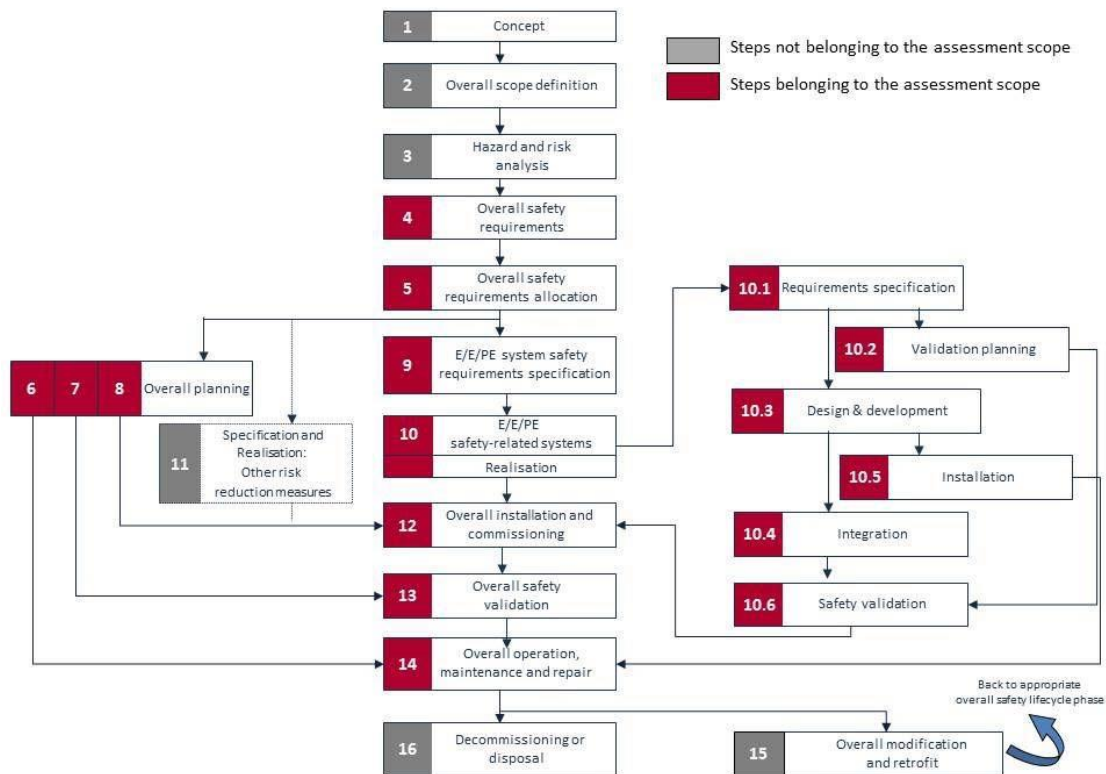 1
Concept
Steps not belonging to the assessment scope
Steps belonging to the assessment scope
2
Overall scope definition
3
Hazard and risk
analysis
4
Overall safety
requirements
5
Overall safety
requirements allocation
10.1
Requirements specification
10.2
Validation planning
9
E/E/PE system safety
requirements specification
6
7
8
Overall planning
10.3
Design & development
10
E/E/PE
safety-related systems
Realisation
11
Specification and
Realisation:
Other risk
reduction measures
10.5
Installation
12
Overall installation and
commissioning
10.4
Integration
13
Overall safety
validation
10.6
Safety validation
14
Overall operation,
maintenance and repair
Back to appropriate
overall safety lifecycle phase
16
Decommissioning or
disposal
15
Overall modification
and retrofit